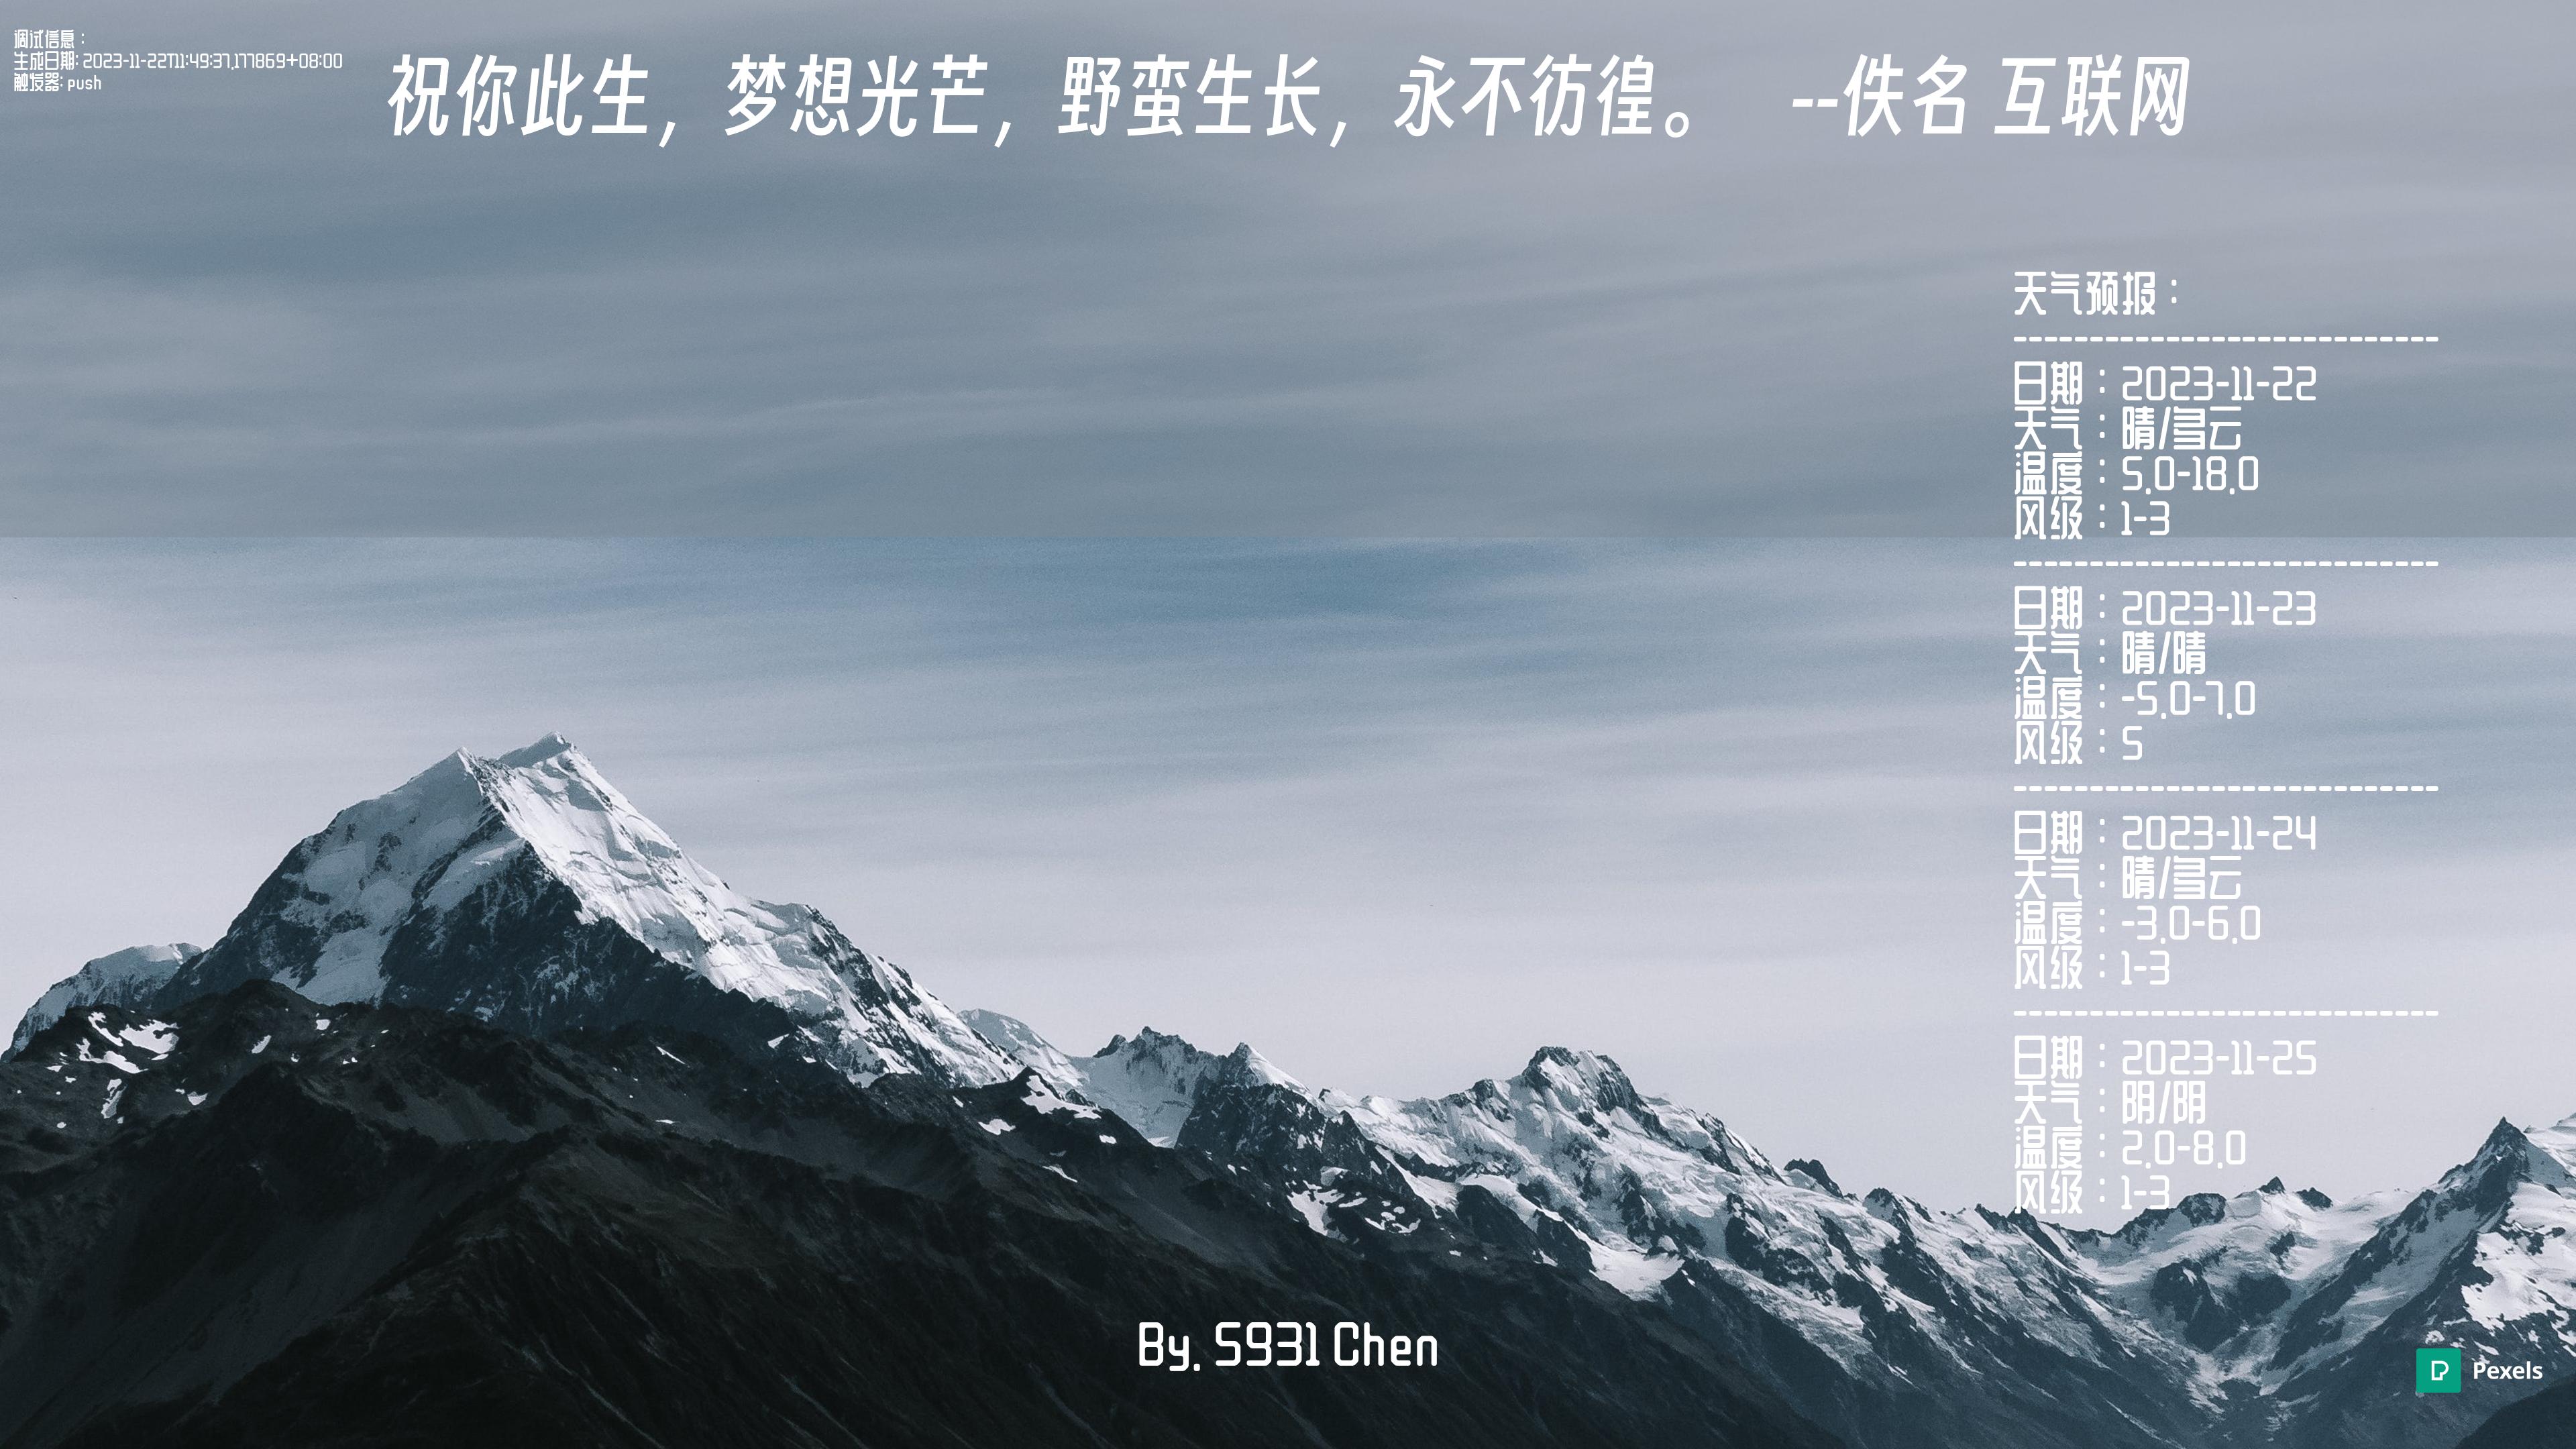 调试信息：
生成日期: 2023-11-22T11:49:37.177869+08:00
触发器: push
祝你此生，梦想光芒，野蛮生长，永不彷徨。 --佚名 互联网
天气预报：
----------------------------
日期：2023-11-22
天气：晴/多云
温度：5.0-18.0
风级：1-3
----------------------------
日期：2023-11-23
天气：晴/晴
温度：-5.0-7.0
风级：5
----------------------------
日期：2023-11-24
天气：晴/多云
温度：-3.0-6.0
风级：1-3
----------------------------
日期：2023-11-25
天气：阴/阴
温度：2.0-8.0
风级：1-3
By. 5931 Chen
Pexels